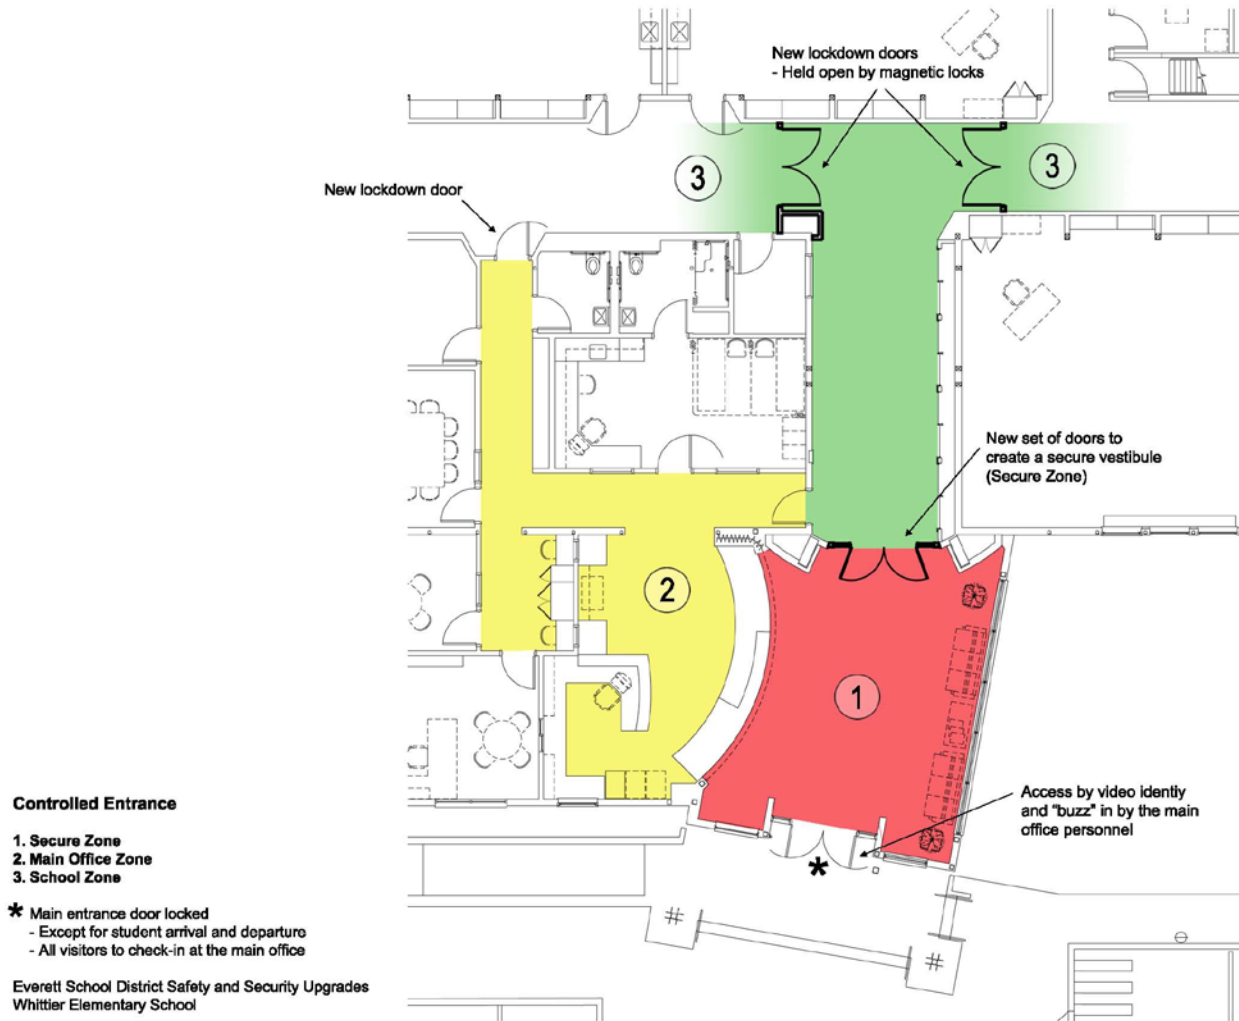 New lockdown doors
- Held open by magnetic locks
3
3
New lockdown door
New set of doors to
create a secure vestibule
(Secure Zone)
2
1
Access by video identiy
and "buzz" in by the main
office personnel
*
Controlled Entrance
1. Secure Zone
2. Main Office Zone
3. School Zone
* Main entrance door locked
- Except for student arrival and departure
- All visitors to check-in at the main office
Everett School District Safety and Security Upgrades
Whittier Elementary School